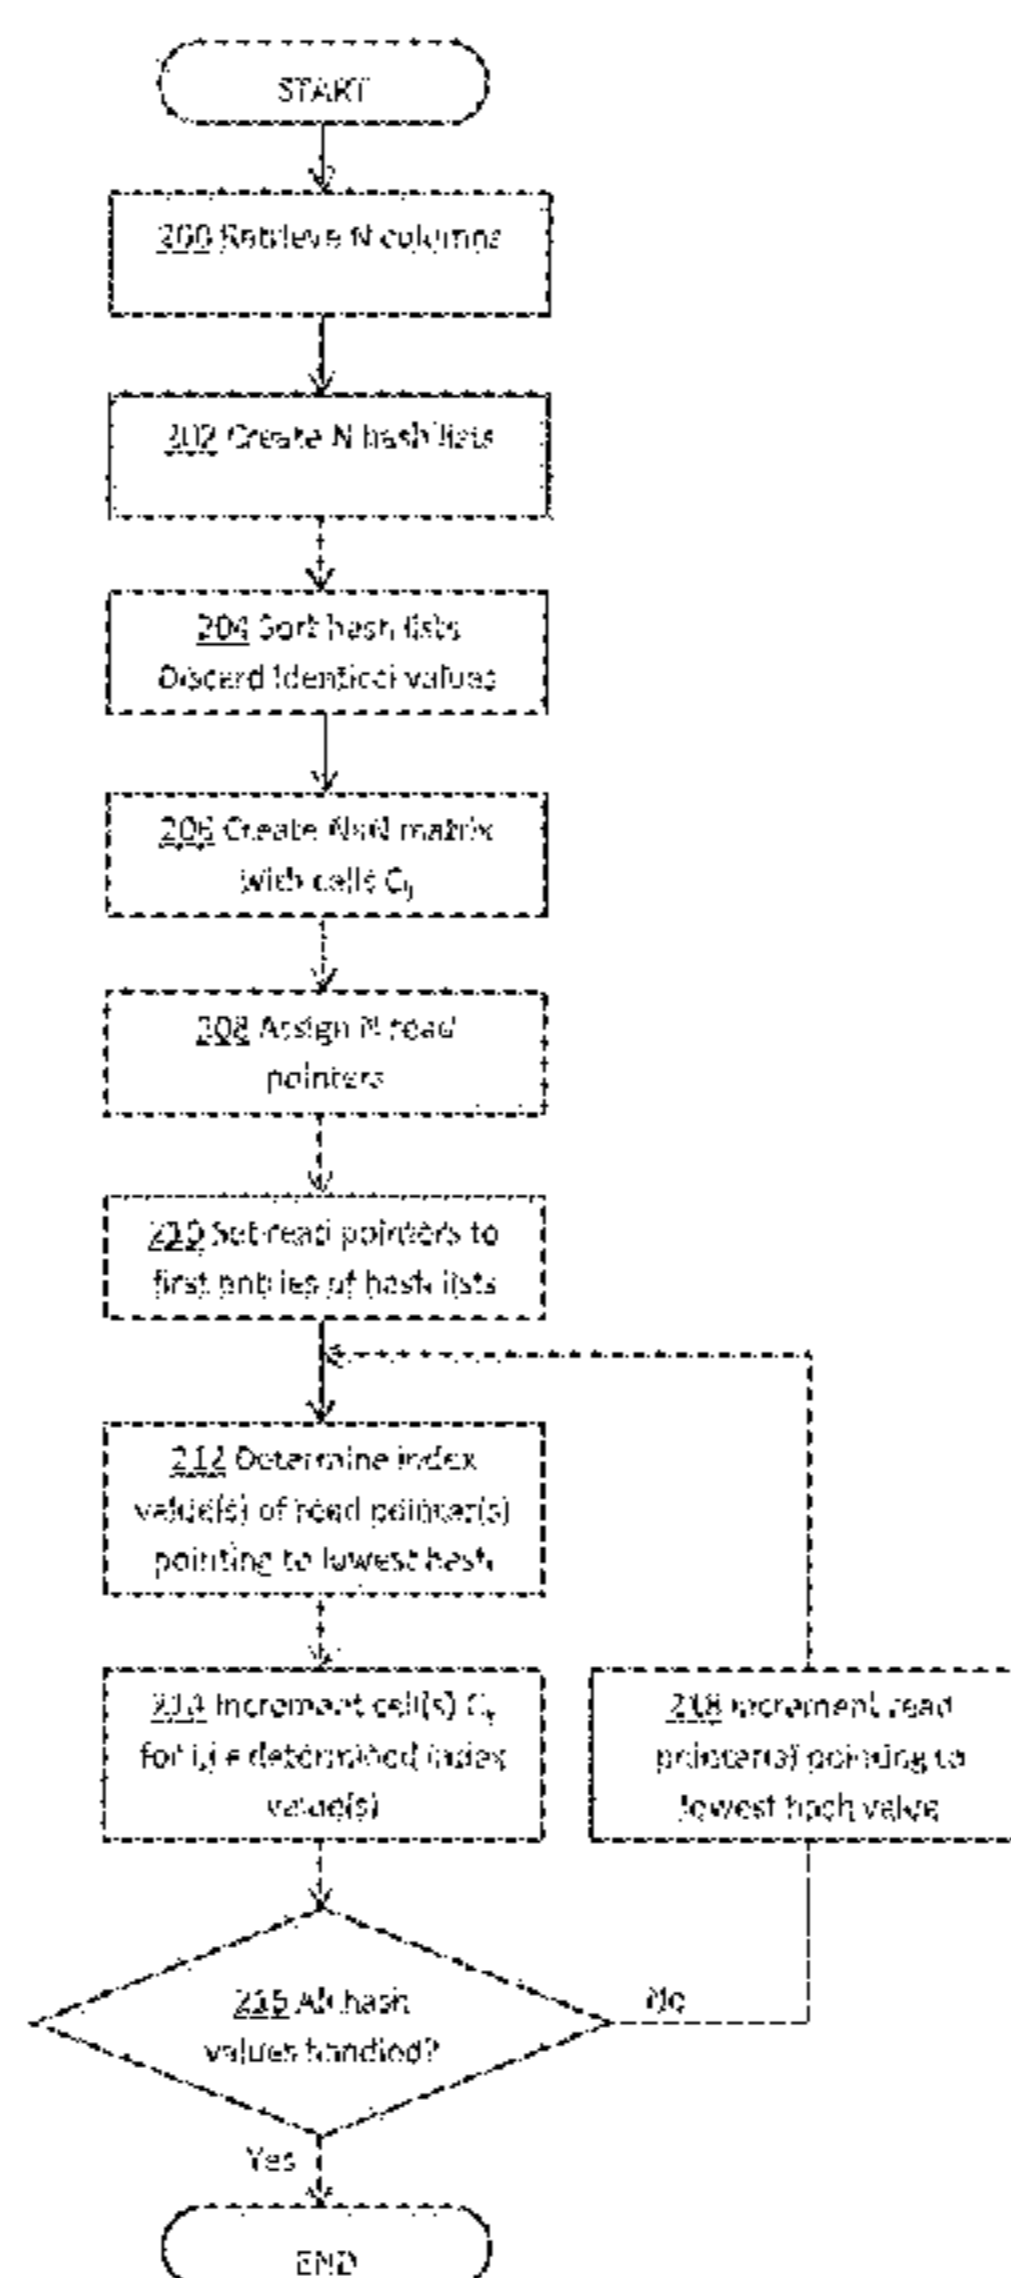 START
200 Retrieve N columns
202 Create N hash lists
204 Sort hash lists
Discard identical values
206 Create NxN matrix
with cells Cij
208 Assign N read
pointers
210 Set read pointers to
first entries of hash lists
212 Determine index
value(s) of read pointer(s)
pointing to lowest hash
214 Increment cell(s) Cij
for i,j = determined index
value(s)
218 Increment read
pointer(s) pointing to
lowest hash value
216 All hash
values handled?
No
Yes
END